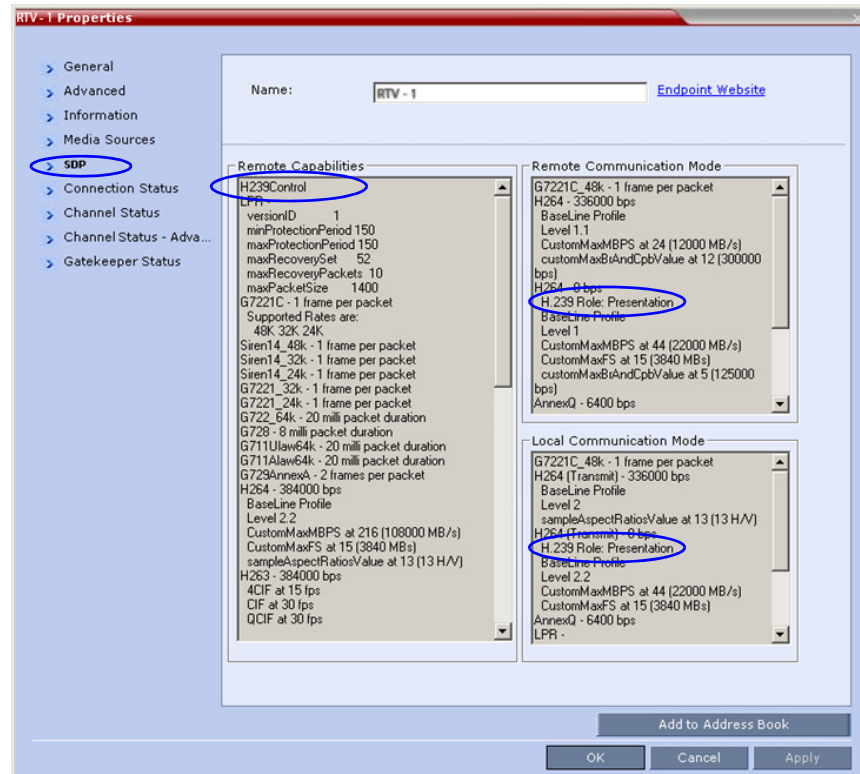 RTV - 1 Properties
General
Advanced
Information
Media Sources
SDP
Connection Status
Channel Status
Channel Status - Adva...
Gatekeeper Status
Name:
RTV - 1
Endpoint Website
Remote Capabilities
H239Control
LPR -
versionID 1
minProtectionPeriod 150
maxProtectionPeriod 150
maxRecoverySet 52
maxRecoveryPackets 10
maxPacketSize 1400
G7221C - 1 frame per packet
Supported Rates are:
48K 32K 24K
Siren14_48k - 1 frame per packet
Siren14_32k - 1 frame per packet
Siren14_24k - 1 frame per packet
G7221_32k - 1 frame per packet
G7221_24k - 1 frame per packet
G722_64k - 20 milli packet duration
G728 - 8 milli packet duration
G711Ulaw64k - 20 milli packet duration
G711Alaw64k - 20 milli packet duration
G729AnnexA - 2 frames per packet
H264 - 384000 bps
BaseLine Profile
Level 2.2
CustomMaxMBPS at 216 (108000 MB/s)
CustomMaxFS at 15 (3840 MBs)
sampleAspectRatiosValue at 13 (13 H/V)
H263 - 384000 bps
4CIF at 15 fps
CIF at 30 fps
QCIF at 30 fps
Remote Communication Mode
G7221C_48k - 1 frame per packet
H264 - 336000 bps
BaseLine Profile
Level 1.1
CustomMaxMBPS at 24 (12000 MB/s)
customMaxBrAndCpbValue at 12 (300000
bps)
H264 - 0 bps
H.239 Role: Presentation
BaseLine Profile
Level 1
CustomMaxMBPS at 44 (22000 MB/s)
CustomMaxFS at 15 (3840 MBs)
customMaxBrAndCpbValue at 5 (125000
bps)
AnnexQ - 6400 bps
Local Communication Mode
G7221C_48k - 1 frame per packet
H264 (Transmit) - 336000 bps
BaseLine Profile
Level 2
sampleAspectRatiosValue at 13 (13 H/V)
H264 (Transmit) - 0 bps
H.239 Role: Presentation
BaseLine Profile
Level 2.2
CustomMaxMBPS at 44 (22000 MB/s)
CustomMaxFS at 15 (3840 MBs)
AnnexQ - 6400 bps
LPR -
Add to Address Book
OK
Cancel
Apply